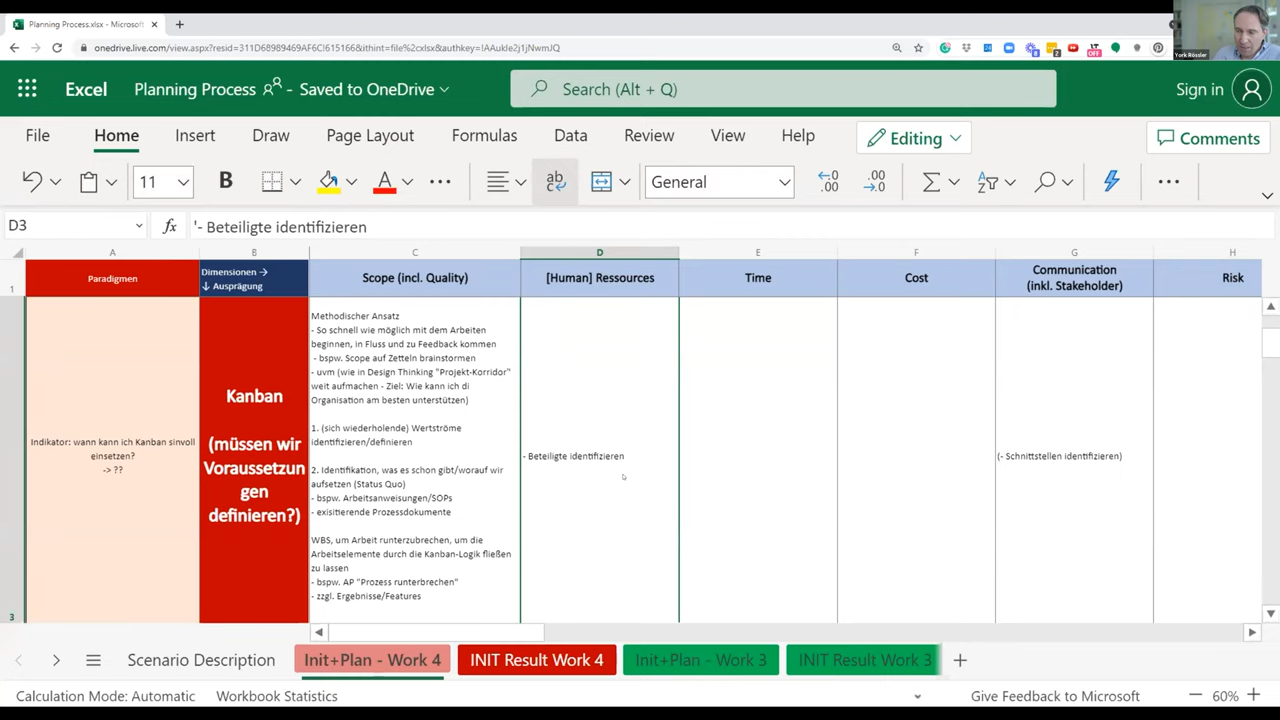 Planning Process.xlsx - Microsoft
onedrive.live.com/view.aspx?resid=311D68989469AF6C!615166&ithint=file%2cxlsx&authkey=!AAukIe2j1jNwmJQ
York Rössler
Excel
Planning Process - Saved to OneDrive
Search (Alt + Q)
Sign in
File
Home
Insert
Draw
Page Layout
Formulas
Data
Review
View
Help
Editing
Comments
11
B
A
ab
c
General
.00
.00
D3
fx
'- Beteiligte identifizieren
A
B
C
D
E
F
G
H
1
Paradigmen
Dimensionen →
↓ Ausprägung
Scope (incl. Quality)
[Human] Ressources
Time
Cost
Communication
(inkl. Stakeholder)
Risk
3
Indikator: wann kann ich Kanban sinvoll
einsetzen?
-> ??
Kanban
(müssen wir
Voraussetzun
gen
definieren?)
Methodischer Ansatz
- So schnell wie möglich mit dem Arbeiten
beginnen, in Fluss und zu Feedback kommen
- bspw. Scope auf Zetteln brainstormen
- uvm (wie in Design Thinking "Projekt-Korridor"
weit aufmachen - Ziel: Wie kann ich di
Organisation am besten unterstützen)
1. (sich wiederholende) Wertströme
identifizieren/definieren
2. Identifikation, was es schon gibt/worauf wir
aufsetzen (Status Quo)
- bspw. Arbeitsanweisungen/SOPs
- exisitierende Prozessdokumente
WBS, um Arbeit runterzubrechen, um die
Arbeitselemente durch die Kanban-Logik fließen
zu lassen
- bspw. AP "Prozess runterbrechen"
- zzgl. Ergebnisse/Features
- Beteiligte identifizieren
(- Schnittstellen identifizieren)
Scenario Description
Init+Plan - Work 4
INIT Result Work 4
Init+Plan - Work 3
INIT Result Work 3
Calculation Mode: Automatic
Workbook Statistics
Give Feedback to Microsoft
60%